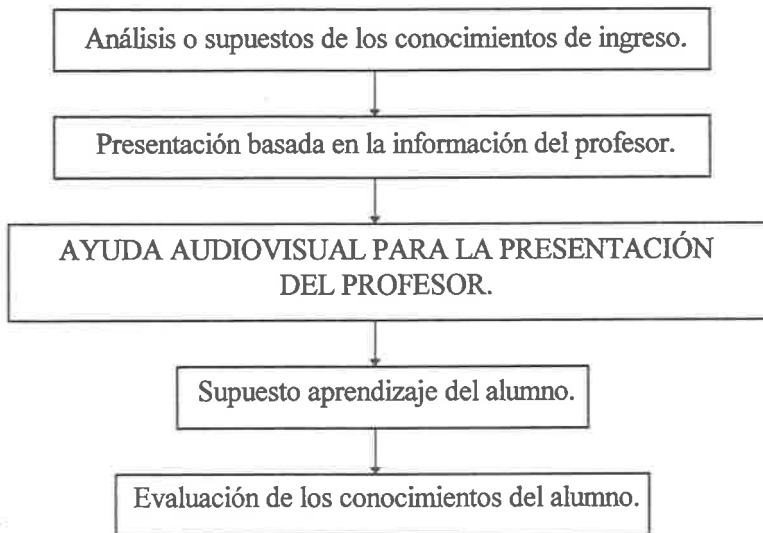 Análisis o supuestos de los conocimientos de ingreso.
Presentación basada en la información del profesor.
AYUDA AUDIOVISUAL PARA LA PRESENTACIÓN
DEL PROFESOR.
Supuesto aprendizaje del alumno.
Evaluación de los conocimientos del alumno.